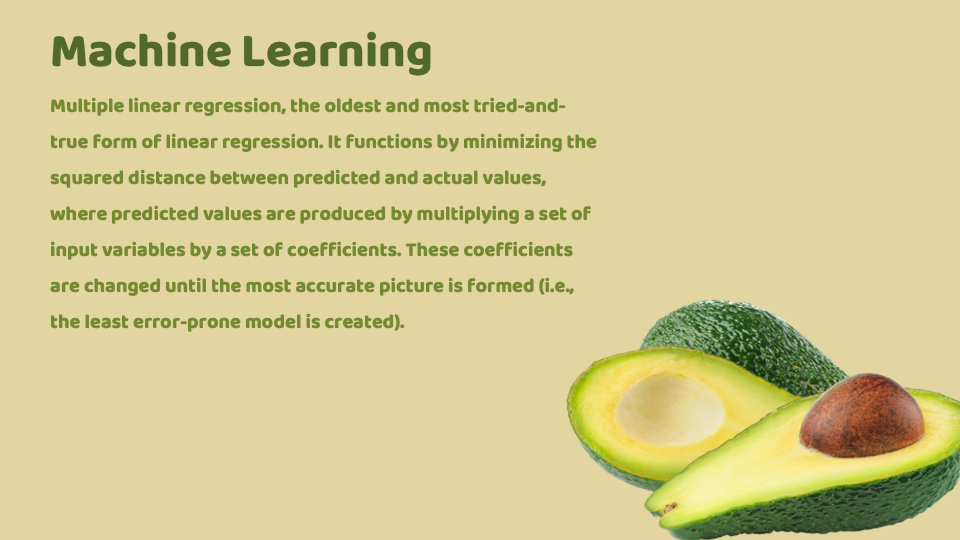 Machine Learning
Multiple linear regression, the oldest and most tried-and-
true form of linear regression. It functions by minimizing the
squared distance between predicted and actual values,
where predicted values are produced by multiplying a set of
input variables by a set of coefficients. These coefficients
are changed until the most accurate picture is formed (i.e.,
the least error-prone model is created).